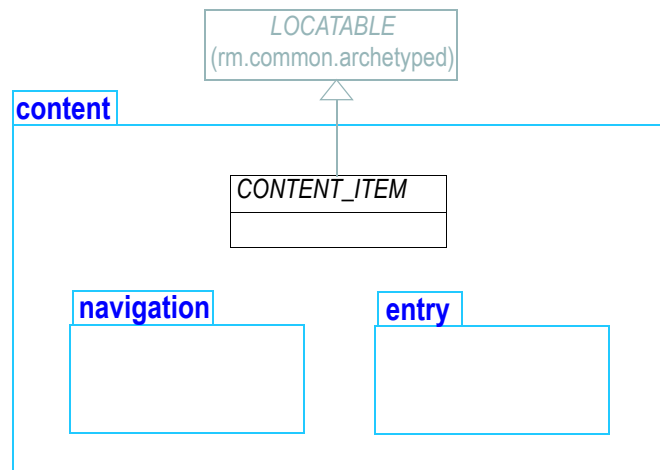 LOCATABLE
(rm.common.archetyped)
content
CONTENT_ITEM
navigation
entry